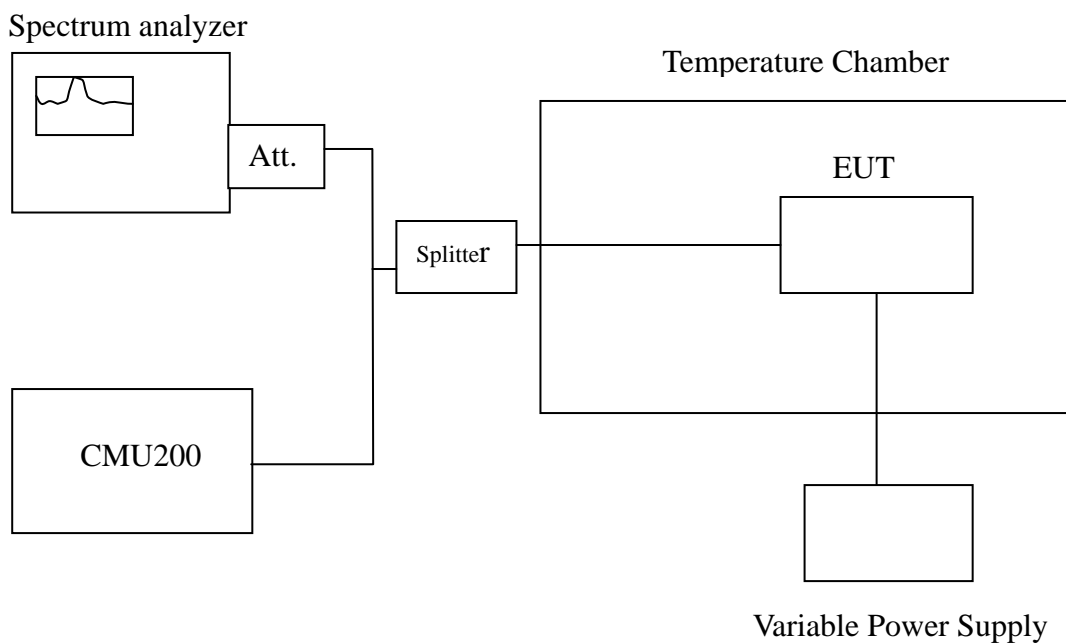 Spectrum analyzer
Temperature Chamber
Att.
EUT
Splitter
CMU200
Variable Power Supply